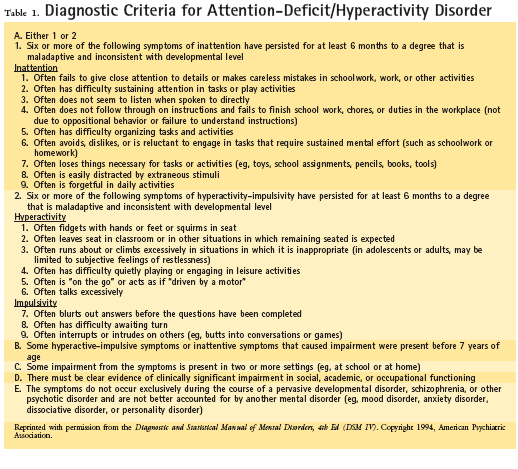 Table 1. Diagnostic Criteria for Attention-Deficit/Hyperactivity Disorder
A. Either 1 or 2
1. Six or more of the following symptoms of inattention have persisted for at least 6 months to a degree that is
maladaptive and inconsistent with developmental level
Inattention
1. Often fails to give close attention to details or makes careless mistakes in schoolwork, work, or other activities
2. Often has difficulty sustaining attention in tasks or play activities
3. Often does not seem to listen when spoken to directly
4. Often does not follow through on instructions and fails to finish school work, chores, or duties in the workplace (not
due to oppositional behavior or failure to understand instructions)
5. Often has difficulty organizing tasks and activities
6. Often avoids, dislikes, or is reluctant to engage in tasks that require sustained mental effort (such as schoolwork or
homework)
7. Often loses things necessary for tasks or activities (eg, toys, school assignments, pencils, books, tools)
8. Often is easily distracted by extraneous stimuli
9. Often is forgetful in daily activities
2. Six or more of the following symptoms of hyperactivity-impulsivity have persisted for at least 6 months to a degree
that is maladaptive and inconsistent with developmental level
Hyperactivity
1. Often fidgets with hands or feet or squirms in seat
2. Often leaves seat in classroom or in other situations in which remaining seated is expected
3. Often runs about or climbs excessively in situations in which it is inappropriate (in adolescents or adults, may be
limited to subjective feelings of restlessness)
4. Often has difficulty quietly playing or engaging in leisure activities
5. Often is "on the go" or acts as if "driven by a motor"
6. Often talks excessively
Impulsivity
7. Often blurts out answers before the questions have been completed
8. Often has difficulty awaiting turn
9. Often interrupts or intrudes on others (eg, butts into conversations or games)
B. Some hyperactive-impulsive symptoms or inattentive symptoms that caused impairment were present before 7 years of
age
C. Some impairment from the symptoms is present in two or more settings (eg, at school or at home)
D. There must be clear evidence of clinically significant impairment in social, academic, or occupational functioning
E. The symptoms do not occur exclusively during the course of a pervasive developmental disorder, schizophrenia, or other
psychotic disorder and are not better accounted for by another mental disorder (eg, mood disorder, anxiety disorder,
dissociative disorder, or personality disorder)
Reprinted with permission from the Diagnostic and Statistical Manual of Mental Disorders, 4th Ed (DSM IV). Copyright 1994, American Psychiatric
Association.